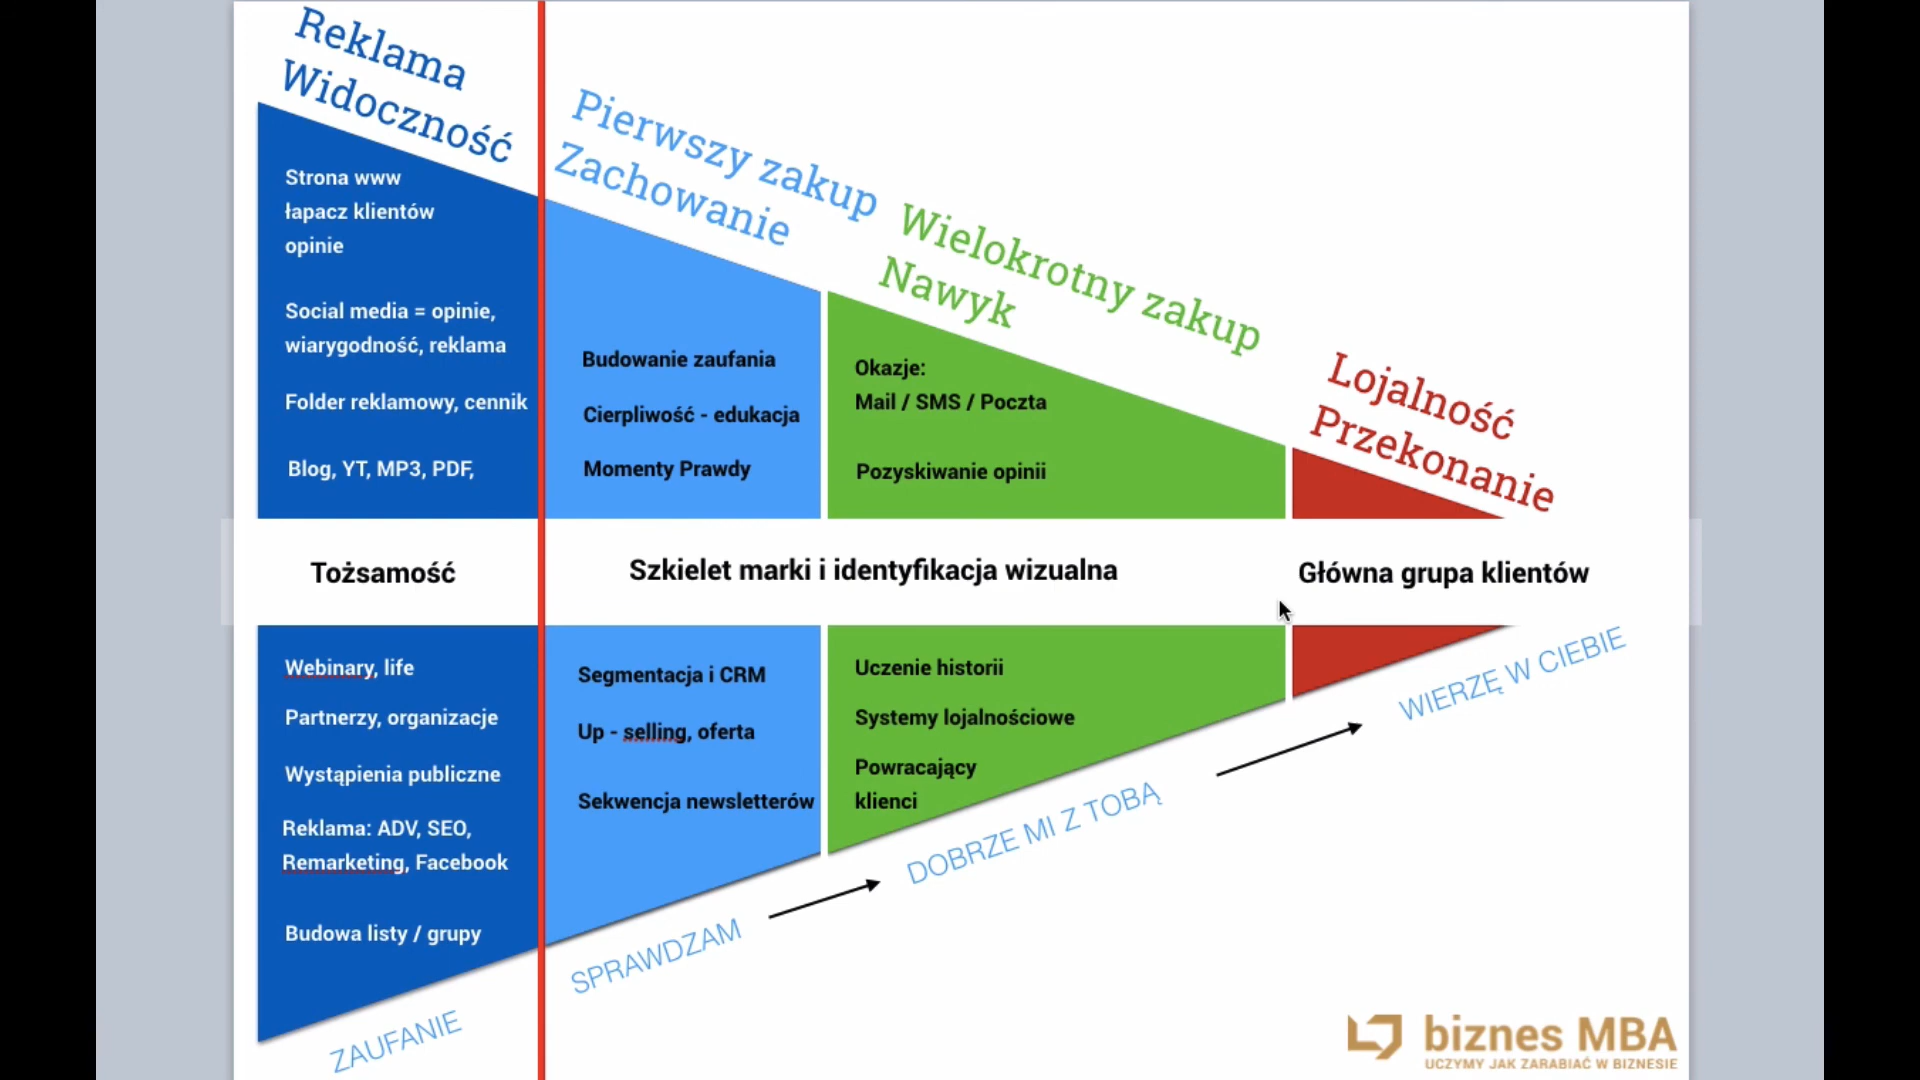 Reklama
Widoczność
Pierwszy zakup
Zachowanie
Wielokrotny zakup
Nawyk
Lojalność
Przekonanie
Strona www
łapacz klientów
opinie
Social media = opinie,
wiarygodność, reklama
Folder reklamowy, cennik
Blog, YT, MP3, PDF,
Budowanie zaufania
Cierpliwość - edukacja
Momenty Prawdy
Okazje:
Mail / SMS / Poczta
Pozyskiwanie opinii
Tożsamość
Szkielet marki i identyfikacja wizualna
Główna grupa klientów
Webinary, life
Partnerzy, organizacje
Wystąpienia publiczne
Reklama: ADV, SEO,
Remarketing, Facebook
Budowa listy / grupy
Segmentacja i CRM
Up - selling, oferta
Sekwencja newsletterów
Uczenie historii
Systemy lojalnościowe
Powracający
klienci
ZAUFANIE
SPRAWDZAM
DOBRZE MI Z TOBĄ
WIERZĘ W CIEBIE
biznes MBA
UCZYMY JAK ZARABIAĆ W BIZNESIE